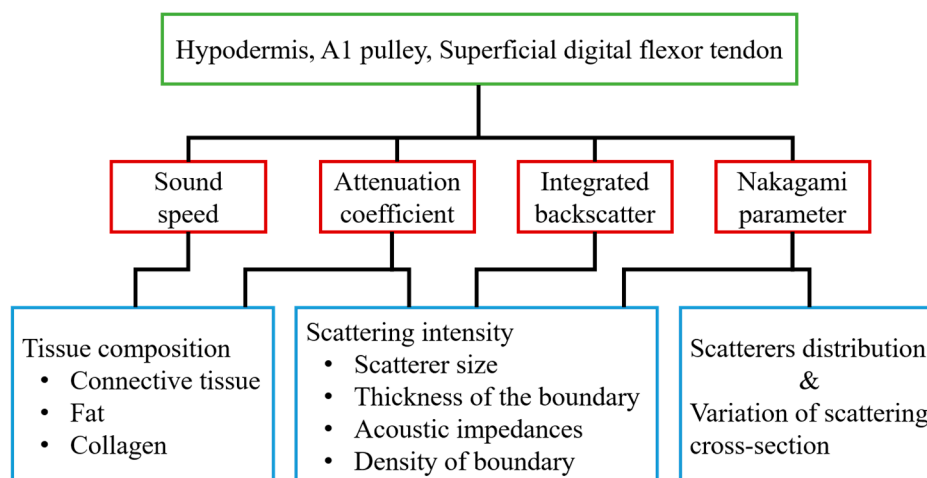 Hypodermis, A1 pulley, Superficial digital flexor tendon
Sound
speed
Attenuation
coefficient
Integrated
backscatter
Nakagami
parameter
Tissue composition
• Connective tissue
• Fat
• Collagen
Scattering intensity
• Scatterer size
• Thickness of the boundary
• Acoustic impedances
• Density of boundary
Scatterers distribution
&
Variation of scattering
cross-section